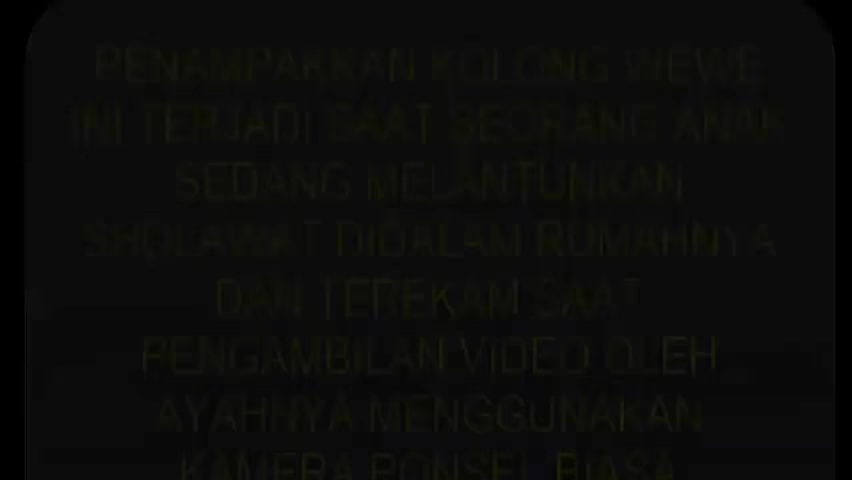 PENAMPAKKAN KOLONG WEWE
INI TERJADI SAAT SEORANG ANAK
SEDANG MELANTUNKAN
SHOLAWAT DIDALAM RUMAHNYA
DAN TEREKAM SAAT
PENGAMBILAN VIDEO OLEH
AYAHNYA MENGGUNAKAN
KAMERA PONSEL BIASA